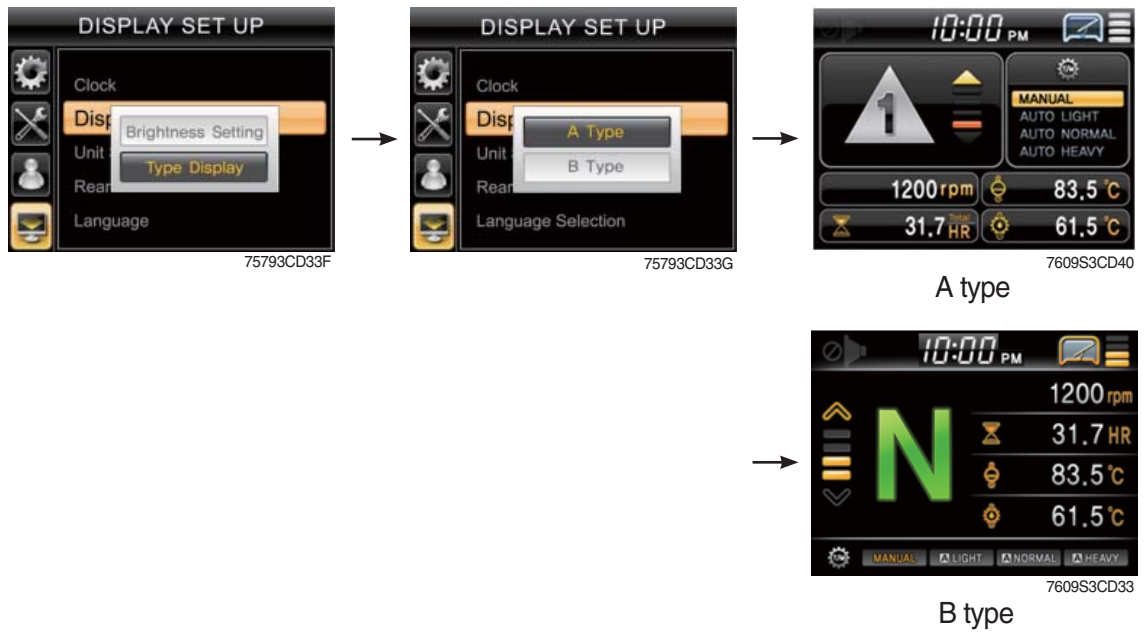 DISPLAY SET UP
Clock
Disp
Brightness Setting
Unit
Type Display
Rear
Language
75793CD33F
DISPLAY SET UP
Clock
Disp
A Type
Unit
B Type
Rear
Language Selection
75793CD33G
10:00 PM
1
T/M
MANUAL
AUTO LIGHT
AUTO NORMAL
AUTO HEAVY
1200 rpm
83.5 °C
31.7 Total HR
61.5 °C
7609S3CD40
A type
10:00 PM
1200 rpm
N
31.7 HR
83.5 °C
61.5 °C
T/M MANUAL A LIGHT A NORMAL A HEAVY
7609S3CD33
B type